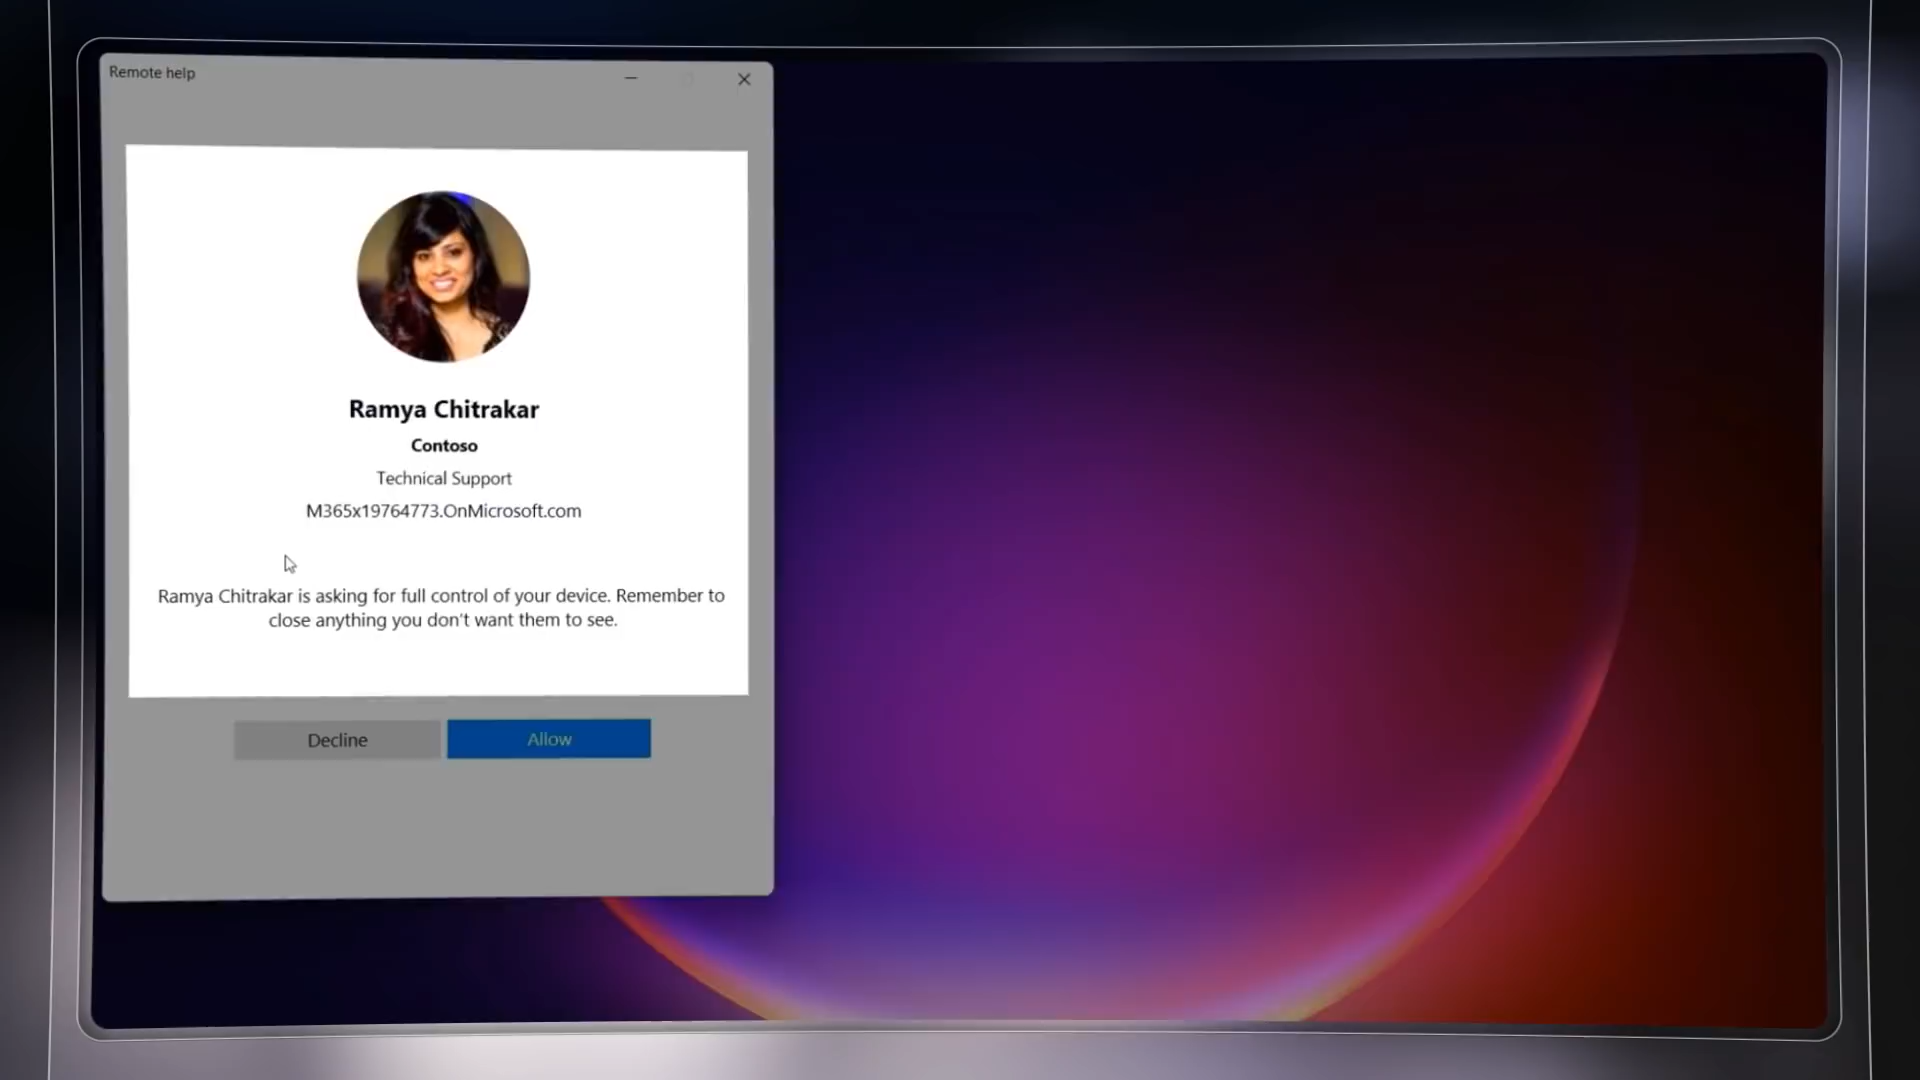 Remote help
Ramya Chitrakar
Contoso
Technical Support
M365x19764773.OnMicrosoft.com
Ramya Chitrakar is asking for full control of your device. Remember to
close anything you don't want them to see.
Decline
Allow